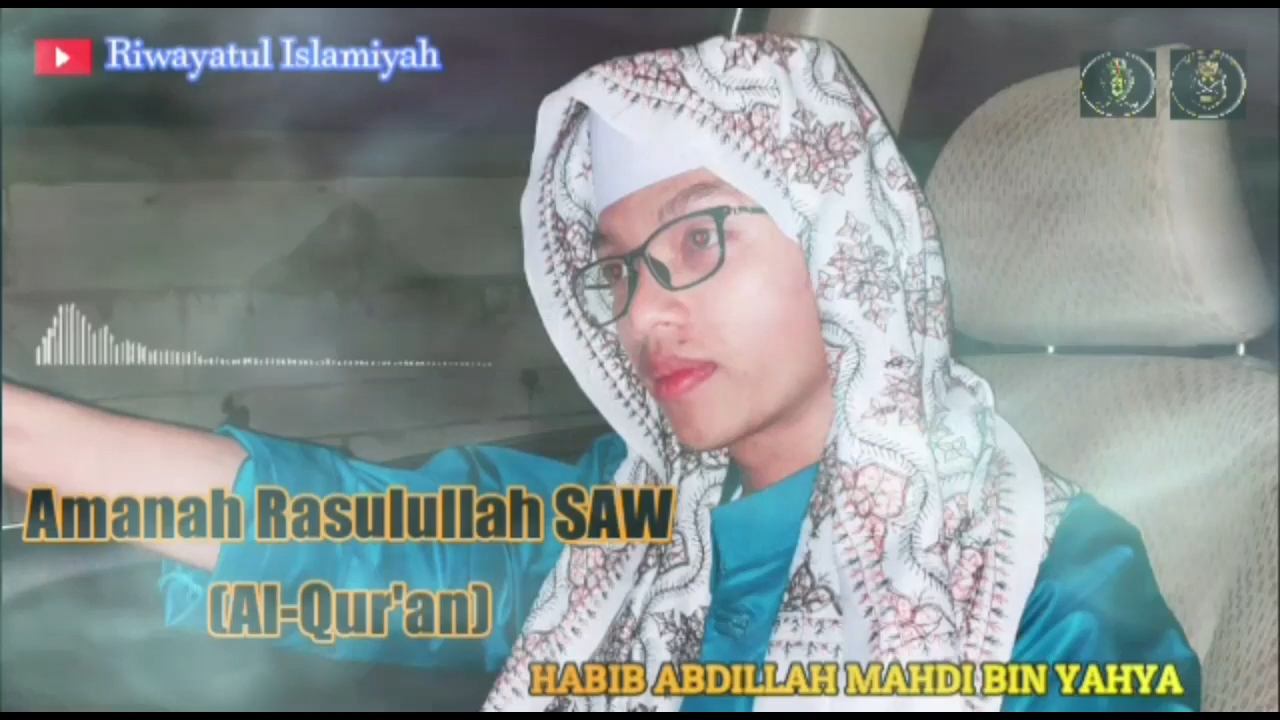 Riwayatul Islamiyah
Amanah Rasulullah SAW
(Al-Qur'an)
HABIB ABDILLAH MAHDI BIN YAHYA